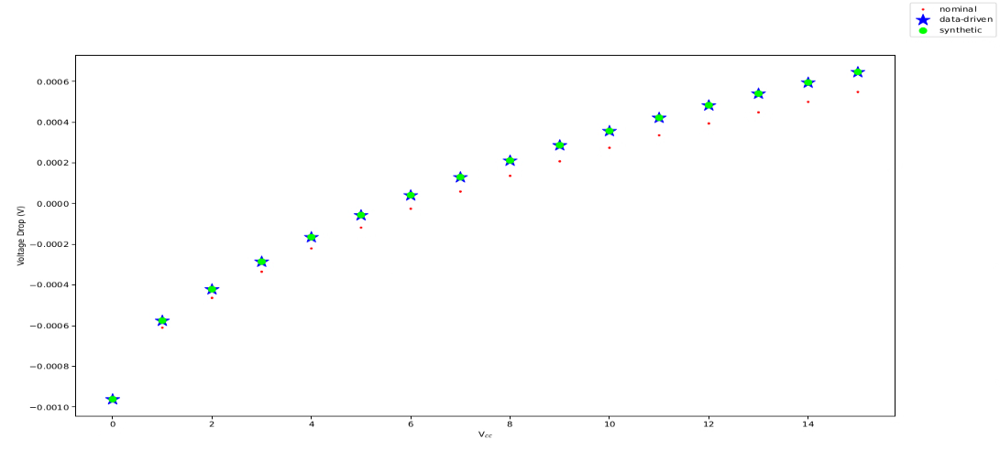 nominal
data-driven
synthetic
0.0006
0.0004
0.0002
0.0000
−0.0002
−0.0004
−0.0006
−0.0008
−0.0010
Voltage Drop (V)
0 2 4 6 8 10 12 14
Vcc